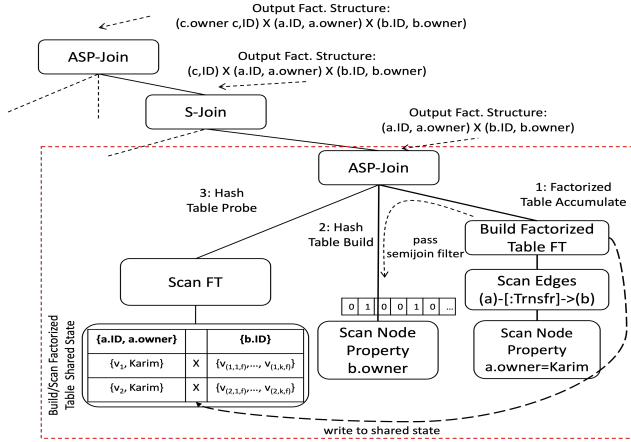 Output Fact. Structure:
(c.owner c,ID) X (a.ID, a.owner) X (b.ID, b.owner)
ASP-Join
Output Fact. Structure:
(c,ID) X (a.ID, a.owner) X (b.ID, b.owner)
S-Join
Output Fact. Structure:
(a.ID, a.owner) X (b.ID, b.owner)
ASP-Join
3: Hash
Table Probe
2: Hash
Table Build
1: Factorized
Table Accumulate
pass
semijoin filter
Build Factorized
Table FT
Scan FT
Scan Edges
(a)-[:Trnsfr]->(b)
0 1 0 0 1 0 ...
Scan Node
Property
b.owner
Scan Node
Property
a.owner=Karim
Build/Scan Factorized
Table Shared State
{a.ID, a.owner} {b.ID}
{v1, Karim} X {v(1,1,f),..., v(1,k,f)}
{v2, Karim} X {v(2,1,f),..., v(2,k,f)}
write to shared state